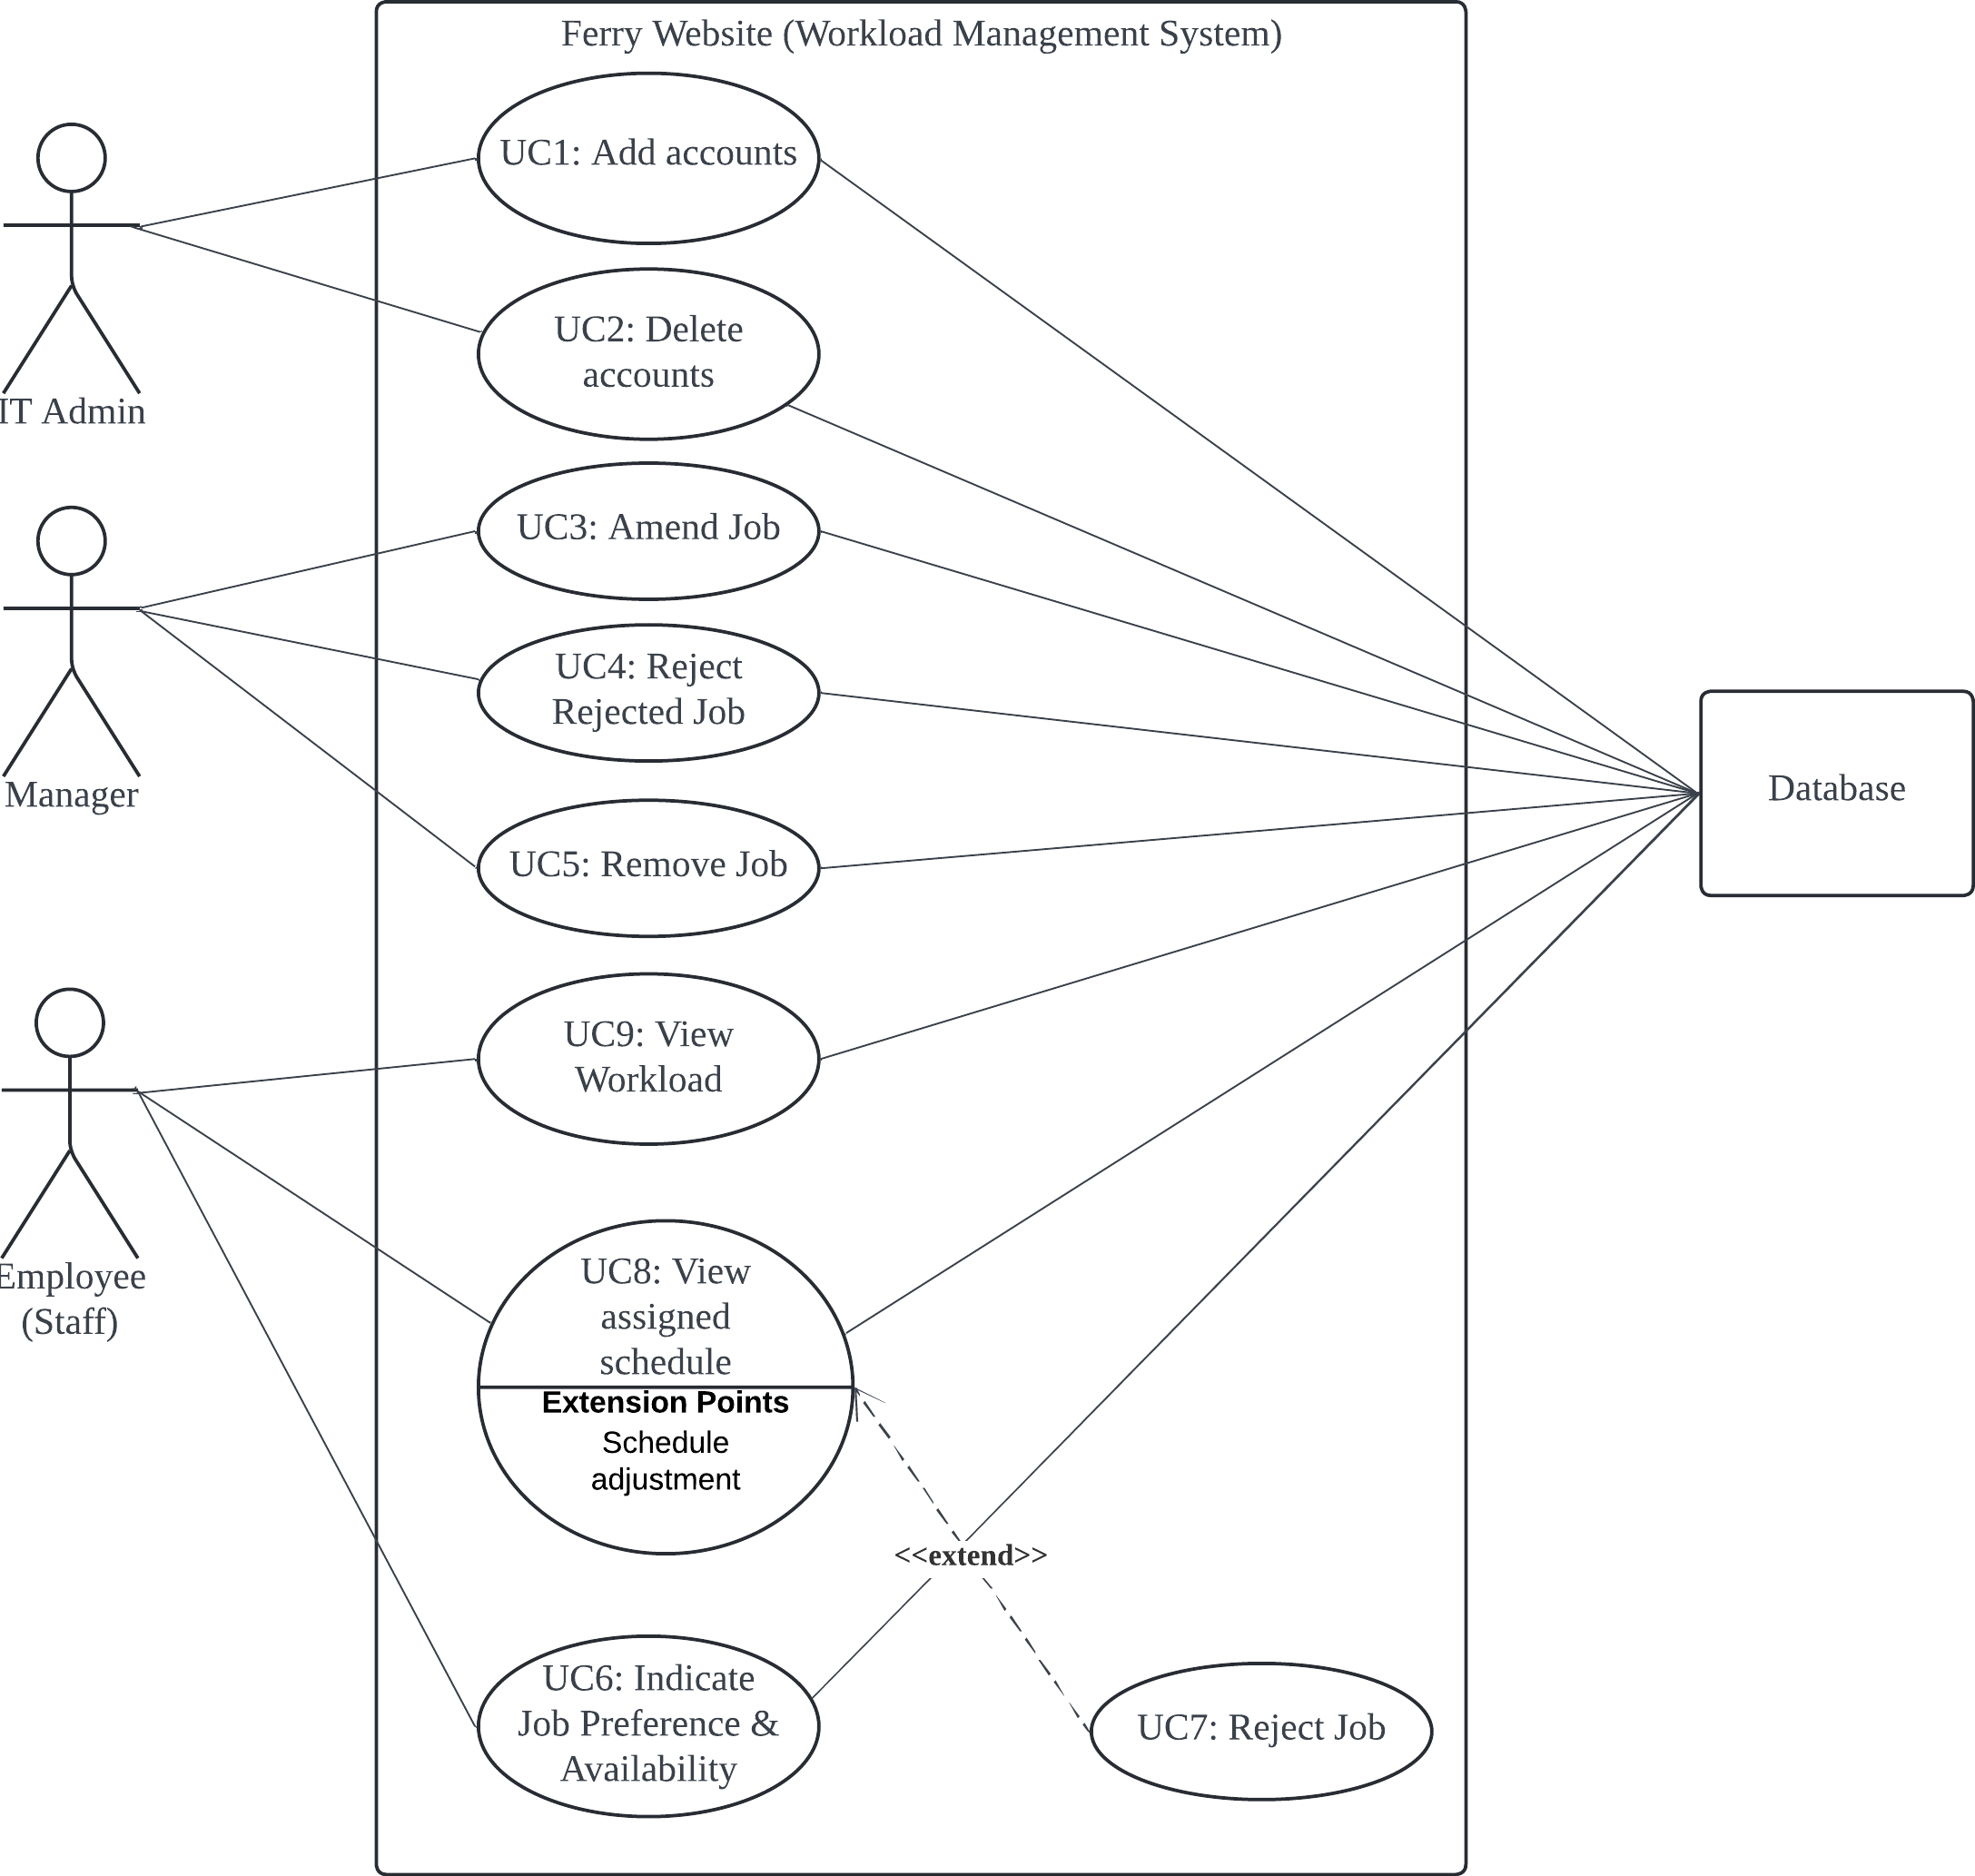 Ferry Website (Workload Management System)
UC1: Add accounts
UC2: Delete
accounts
IT Admin
UC3: Amend Job
UC4: Reject
Rejected Job
Manager
Database
UC5: Remove Job
UC9: View
Workload
Employee
(Staff)
UC8: View
assigned
schedule
Extension Points
Schedule
adjustment
<<extend>>
UC6: Indicate
Job Preference &
Availability
UC7: Reject Job